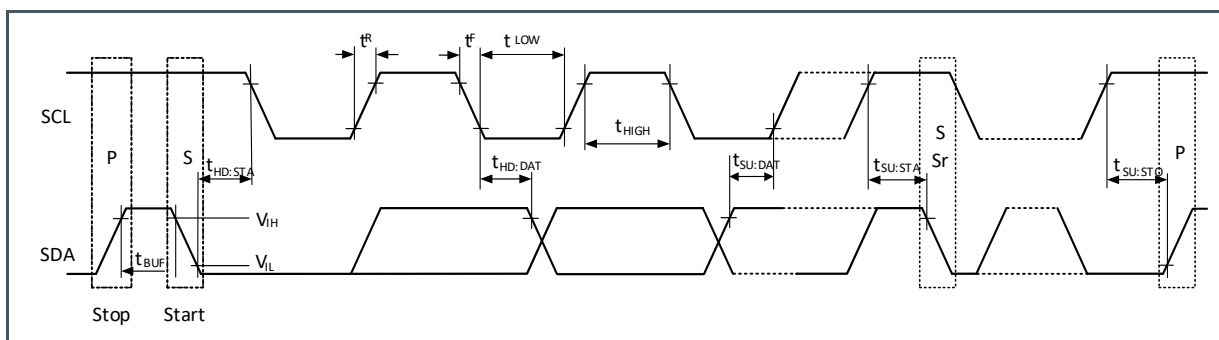 tR tF tLOW
SCL
tHIGH
P S S Sr P
tHD:STA tHD:DAT tSU:DAT tSU:STA tSU:STO
VIH
SDA
tBUF VIL
Stop Start